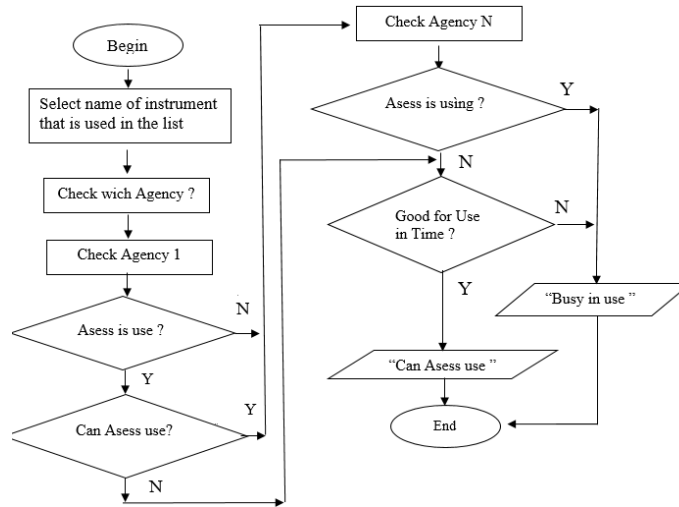 Begin
Select name of instrument
that is used in the list
Check wich Agency ?
Check Agency 1
Asess is use ?
N
Y
Can Asess use?
Y
N
Check Agency N
Asess is using ?
Y
N
Good for Use
in Time ?
N
Y
“Busy in use ”
“Can Asess use ”
End